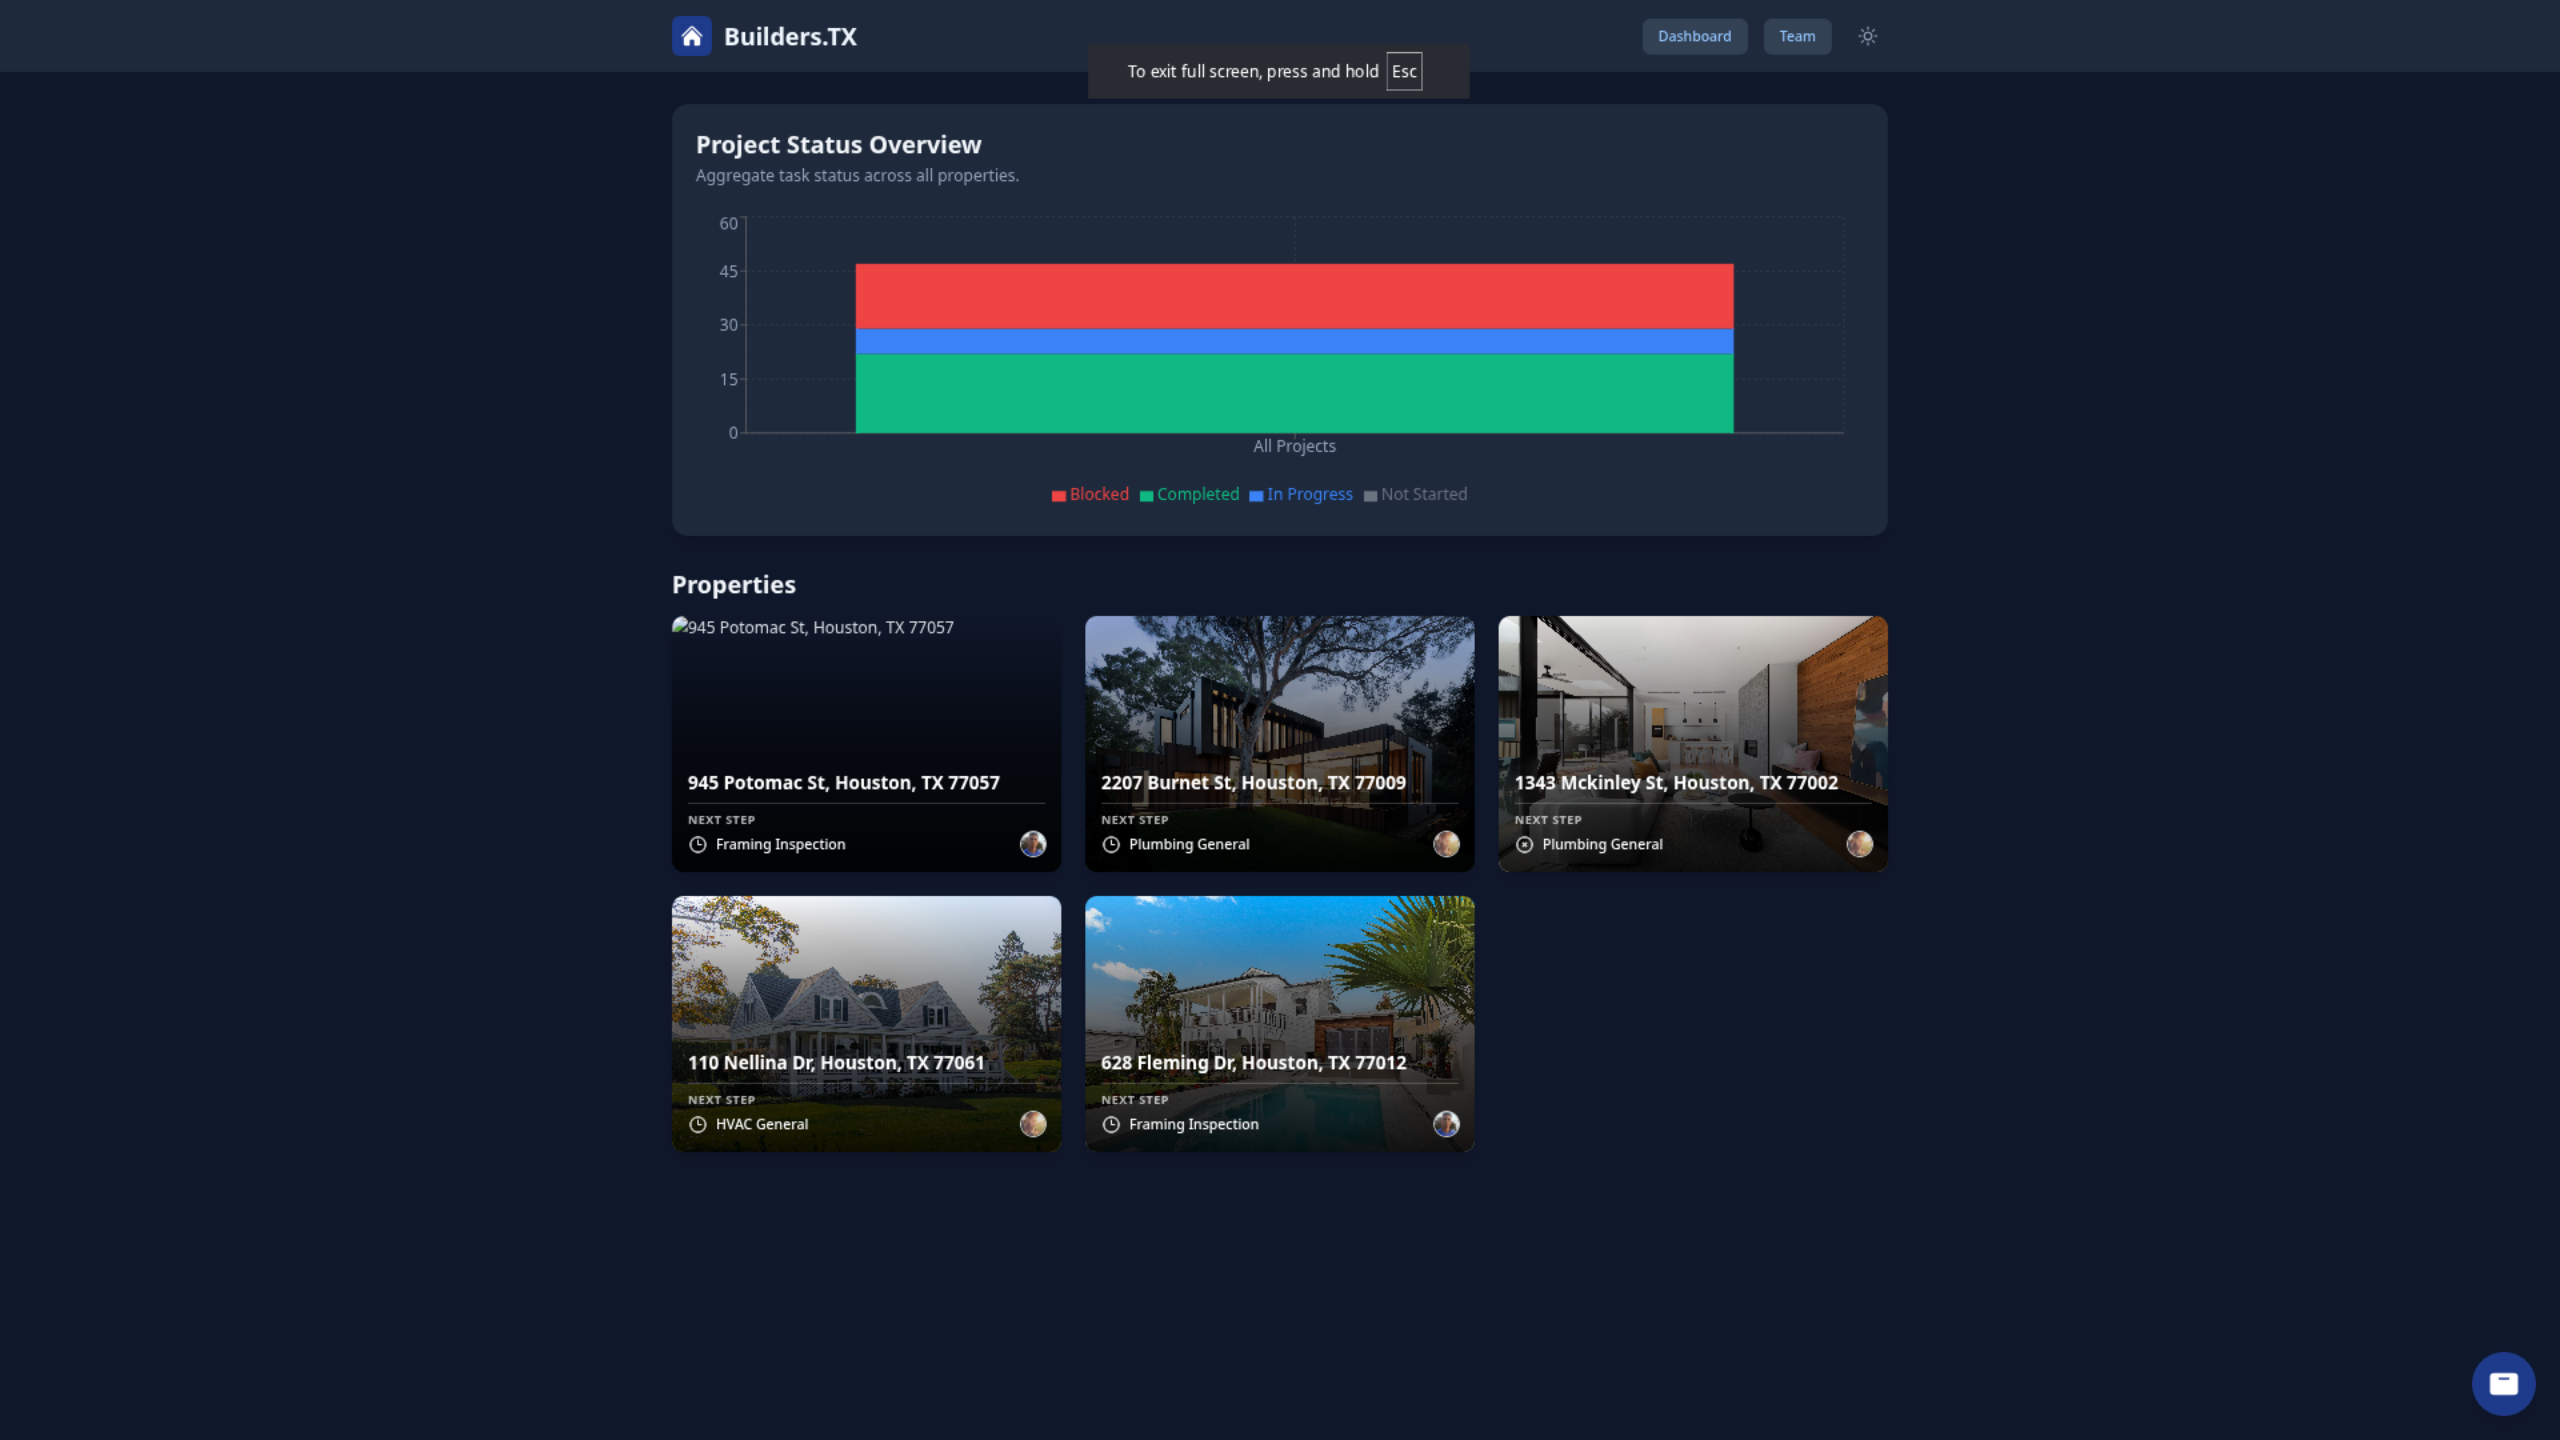 Builders.TX
Dashboard
Team
To exit full screen, press and hold Esc
Project Status Overview
Aggregate task status across all properties.
60
45
30
15
0
All Projects
Blocked
Completed
In Progress
Not Started
Properties
945 Potomac St, Houston, TX 77057
945 Potomac St, Houston, TX 77057
NEXT STEP
Framing Inspection
2207 Burnet St, Houston, TX 77009
NEXT STEP
Plumbing General
1343 Mckinley St, Houston, TX 77002
NEXT STEP
Plumbing General
110 Nellina Dr, Houston, TX 77061
NEXT STEP
HVAC General
628 Fleming Dr, Houston, TX 77012
NEXT STEP
Framing Inspection